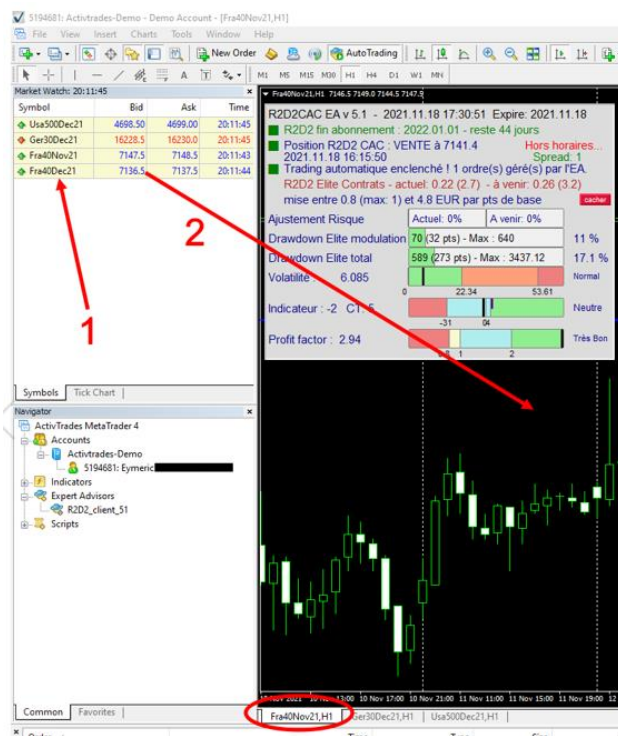 5194681: Activtrades-Demo - Demo Account - [Fra40Nov21,H1]
File View Insert Charts Tools Window Help
New Order AutoTrading
M1 M5 M15 M30 H1 H4 D1 W1 MN
Market Watch: 20:11:45
Symbol Bid Ask Time
Usa500Dec21 4698.50 4699.00 20:11:45
Ger30Dec21 16228.5 16230.0 20:11:45
Fra40Nov21 7147.5 7148.5 20:11:43
Fra40Dec21 7136.5 7137.5 20:11:44
1
2
Symbols Tick Chart
Navigator
ActivTrades MetaTrader 4
Accounts
Activtrades-Demo
5194681: Eymeric
Indicators
Expert Advisors
R2D2_client_51
Scripts
Common Favorites
Fra40Nov21,H1 7146.5 7149.0 7144.5 7147.5
R2D2CAC EA v 5.1 - 2021.11.18 17:30:51 Expire: 2021.11.18
R2D2 fin abonnement : 2022.01.01 - reste 44 jours
Position R2D2 CAC : VENTE à 7141.4 Hors horaires...
2021.11.18 16:15:50 Spread: 1
Trading automatique enclenché ! 1 ordre(s) géré(s) par l'EA.
R2D2 Elite Contrats - actuel: 0.22 (2.7) - à venir: 0.26 (3.2)
mise entre 0.8 (max: 1) et 4.8 EUR par pts de base cacher
Ajustement Risque Actuel: 0% A venir: 0%
Drawdown Elite modulation 70 (32 pts) - Max : 640 11 %
Drawdown Elite total 589 (273 pts) - Max : 3437.12 17.1 %
Volatilité : 6.085 Normal
0 22.34 53.61
Indicateur : -2 CT: 5 Neutre
-31 04
Profit factor : 2.94 Très Bon
1 2
10 Nov 17:00 10 Nov 21:00 11 Nov 11:00 11 Nov 15:00 11 Nov 19:00 12
Fra40Nov21,H1 Ger30Dec21,H1 Usa500Dec21,H1